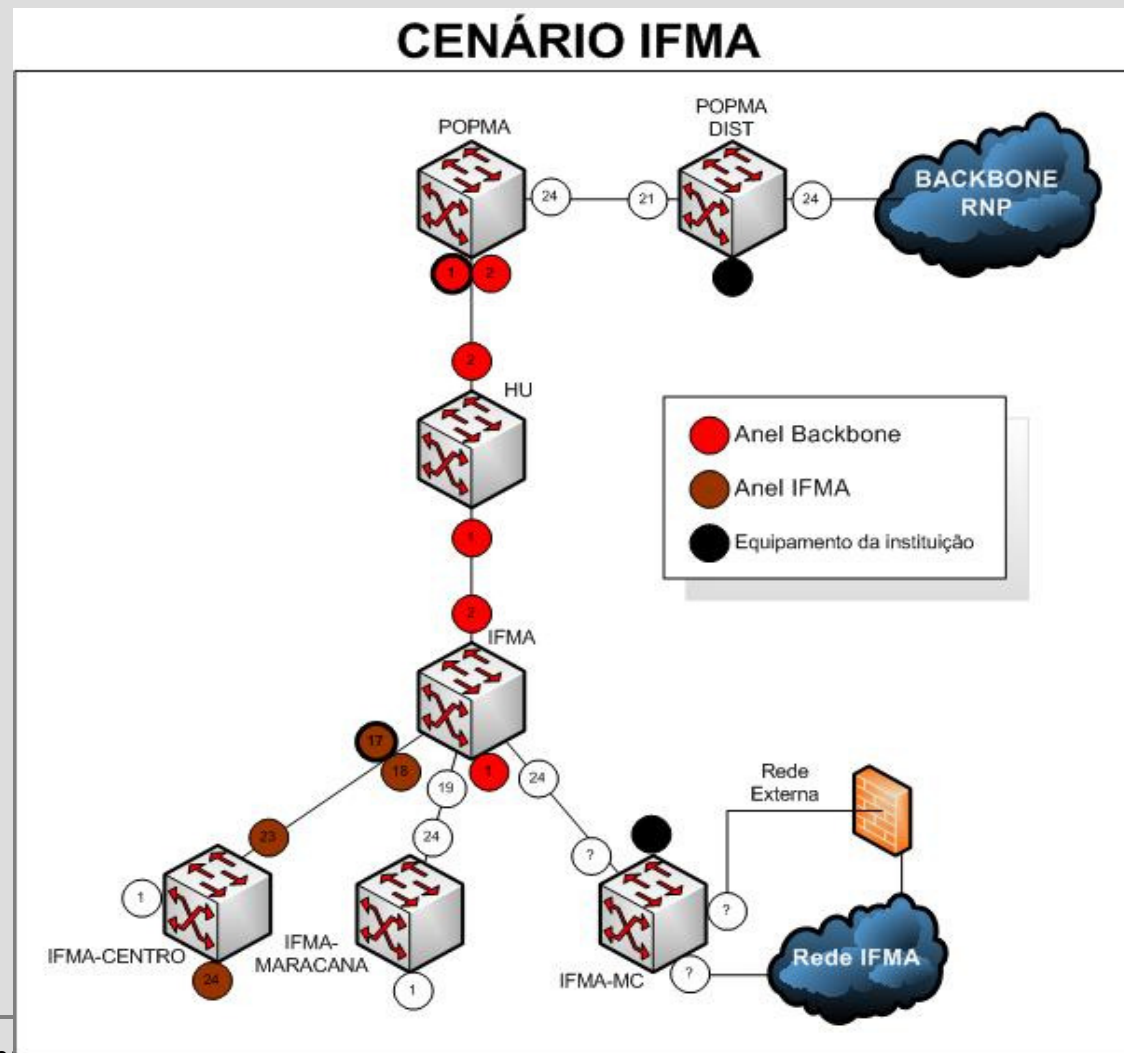 CENÁRIO IFMA
POPMA
POPMA
DIST
24
21
24
BACKBONE
RNP
1
2
2
HU
Anel Backbone
Anel IFMA
Equipamento da instituição
1
2
IFMA
17
18
1
19
24
Rede
Externa
23
24
?
1
?
IFMA-CENTRO
IFMA-
MARACANA
IFMA-MC
Rede IFMA
24
1
?